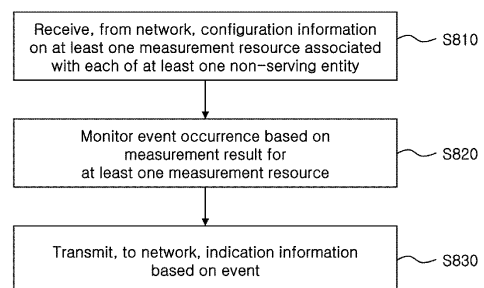 Receive, from network, configuration information
on at least one measurement resource associated
with each of at least one non-serving entity
S810
Monitor event occurrence based on
measurement result for
at least one measurement resource
S820
Transmit, to network, indication information
based on event
S830